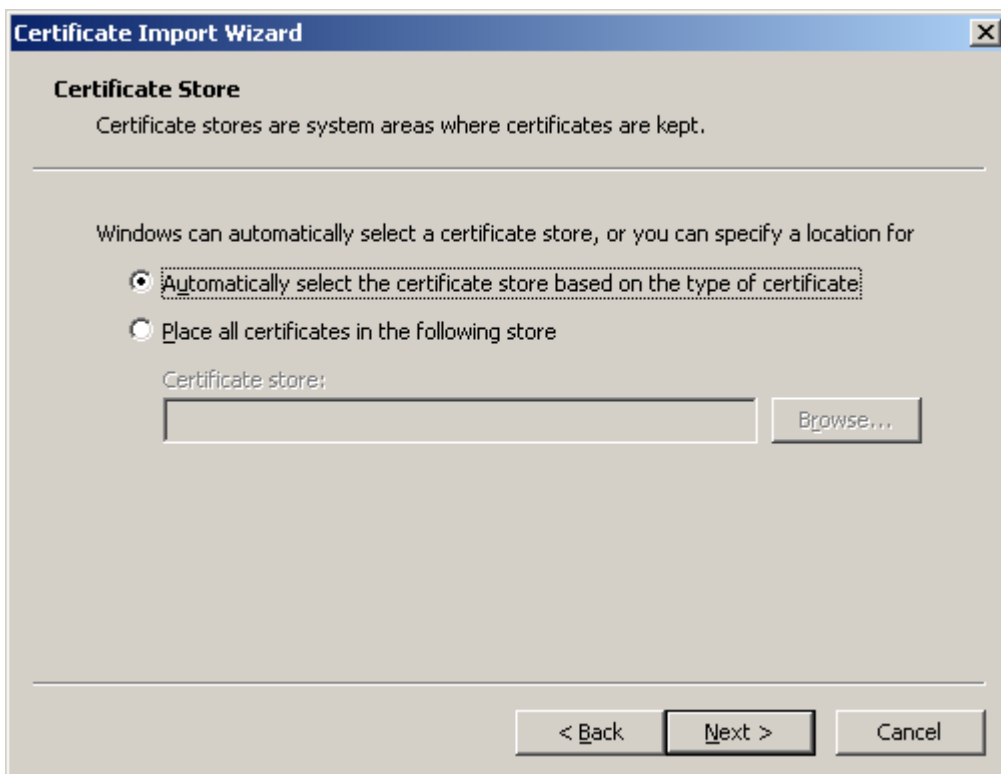 Certificate Import Wizard
Certificate Store
Certificate stores are system areas where certificates are kept.
Windows can automatically select a certificate store, or you can specify a location for
Automatically select the certificate store based on the type of certificate
Place all certificates in the following store
Certificate store:
Browse...
< Back
Next >
Cancel